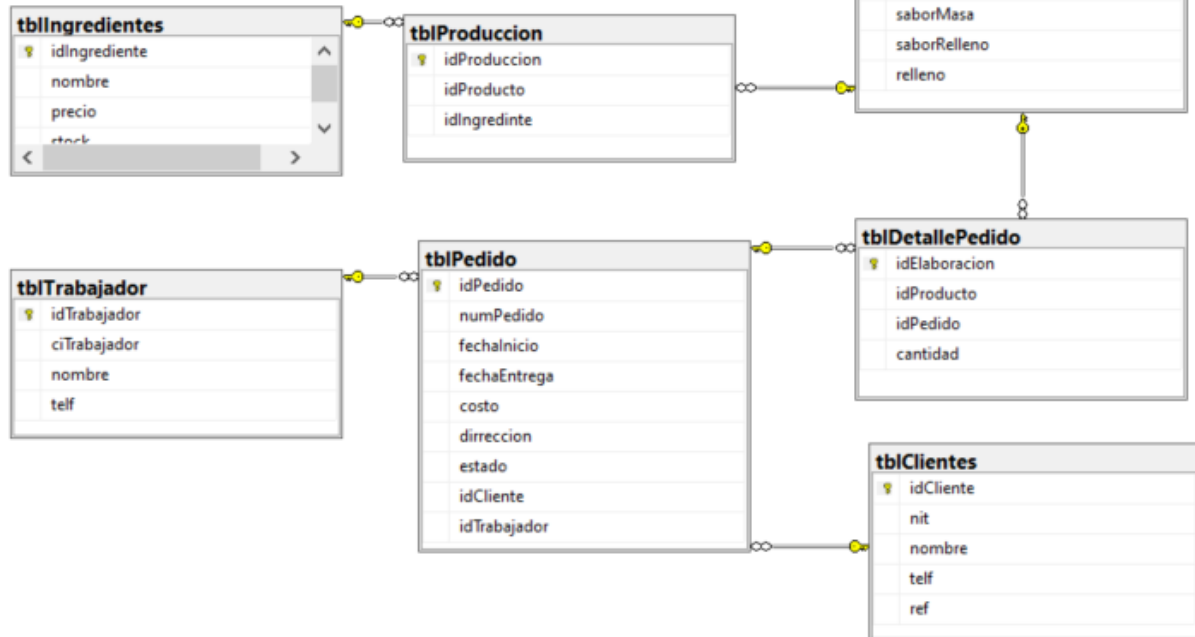 tblIngredientes
idIngrediente
nombre
precio
stock
tblProduccion
idProduccion
idProducto
idIngredinte
saborMasa
saborRelleno
relleno
tblTrabajador
idTrabajador
ciTrabajador
nombre
telf
tblPedido
idPedido
numPedido
fechaInicio
fechaEntrega
costo
dirreccion
estado
idCliente
idTrabajador
tblDetallePedido
idElaboracion
idProducto
idPedido
cantidad
tblClientes
idCliente
nit
nombre
telf
ref